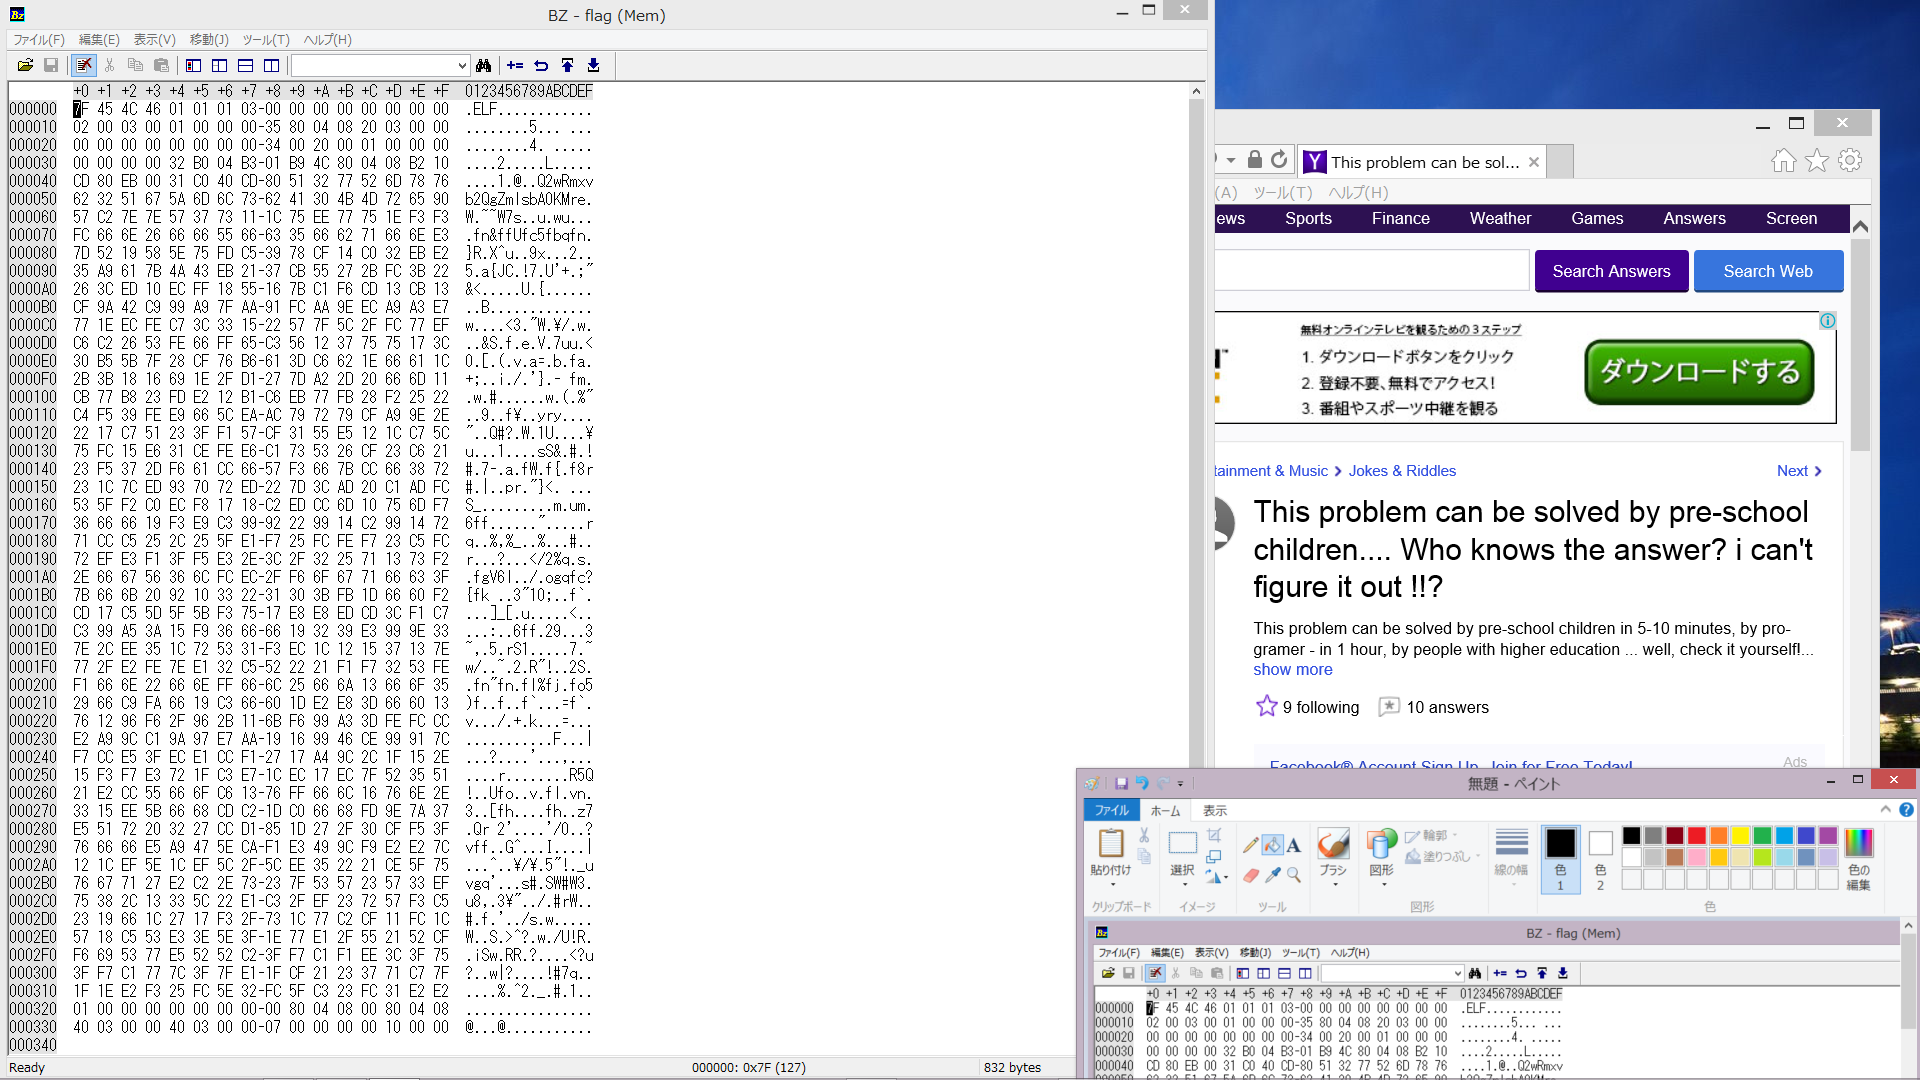 BZ - flag (Mem)
ファイル(F) 編集(E) 表示(V) 移動(J) ツール(T) ヘルプ(H)
+0 +1 +2 +3 +4 +5 +6 +7 +8 +9 +A +B +C +D +E +F 0123456789ABCDEF
000000 7F 45 4C 46 01 01 01 03-00 00 00 00 00 00 00 00 .ELF............
000010 02 00 03 00 01 00 00 00-35 80 04 08 20 03 00 00 ........5... ...
000020 00 00 00 00 00 00 00 00-34 00 20 00 01 00 00 00 ........4. .....
000030 00 00 00 00 32 B0 04 B3-01 B9 4C 80 04 08 B2 10 ....2.....L.....
000040 CD 80 EB 00 31 C0 40 CD-80 51 32 77 52 6D 78 76 ....1.@..Q2wRmxv
000050 62 32 51 67 5A 6D 6C 73-62 41 30 4B 4D 72 65 90 b2QgZmlsbA0KMre.
000060 57 C2 7E 7E 57 37 73 11-1C 75 EE 77 75 1E F3 F3 W.~~W7s..u.wu...
000070 FC 66 6E 26 66 66 55 66-63 35 66 62 71 66 6E E3 .fn&ffUfc5fbqfn.
000080 7D 52 19 58 5E 75 FD C5-39 78 CF 14 C0 32 EB E2 }R.X^u..9x...2..
000090 35 A9 61 7B 4A 43 EB 21-37 CB 55 27 2B FC 3B 22 5.a{JC.!7.U'+.;"
0000A0 26 3C ED 10 EC FF 18 55-16 7B C1 F6 CD 13 CB 13 &<.....U.{......
0000B0 CF 9A 42 C9 99 A9 7F AA-91 FC AA 9E EC A9 A3 E7 ..B.............
0000C0 77 1E EC FE C7 3C 33 15-22 57 7F 5C 2F FC 77 EF w....<3."W.¥/.w.
0000D0 C6 C2 26 53 FE 66 FF 65-C3 56 12 37 75 75 17 3C ..&S.f.e.V.7uu.<
0000E0 30 B5 5B 7F 28 CF 76 B6-61 3D C6 62 1E 66 61 1C 0.[.(.v.a=.b.fa.
0000F0 2B 3B 18 16 69 1E 2F D1-27 7D A2 2D 20 66 6D 11 +;..i./.'}.- fm.
000100 CB 77 B8 23 FD E2 12 B1-C6 EB 77 FB 28 F2 25 22 .w.#......w.(.%"
000110 C4 F5 39 FE E9 66 5C EA-AC 79 72 79 CF A9 9E 2E ..9..f¥..yry....
000120 22 17 C7 51 23 3F F1 57-CF 31 55 E5 12 1C C7 5C "..Q#?.W.1U....¥
000130 75 FC 15 E6 31 CE FE E6-C1 73 53 26 CF 23 C6 21 u...1....sS&.#.!
000140 23 F5 37 2D F6 61 CC 66-57 F3 66 7B CC 66 38 72 #.7-.a.fW.f{.f8r
000150 23 1C 7C ED 93 70 72 ED-22 7D 3C AD 20 C1 AD FC #.|..pr."}<. ...
000160 53 5F F2 C0 EC F8 17 18-C2 ED CC 6D 10 75 6D F7 S_.........m.um.
000170 36 66 66 19 F3 E9 C3 99-92 22 99 14 C2 99 14 72 6ff......".....r
000180 71 CC C5 25 2C 25 5F E1-F7 25 FC FE F7 23 C5 FC q..%,%_..%...#..
000190 72 EF E3 F1 3F F5 E3 2E-3C 2F 32 25 71 13 73 F2 r...?...</2%q.s.
0001A0 2E 66 67 56 36 6C FC EC-2F F6 6F 67 71 66 63 3F .fgV6l../.ogqfc?
0001B0 7B 66 6B 20 92 10 33 22-31 30 3B FB 1D 66 60 F2 {fk ..3"10;..f`.
0001C0 CD 17 C5 5D 5F 5B F3 75-17 E8 E8 ED CD 3C F1 C7 ...]_[.u.....<..
0001D0 C3 99 A5 3A 15 F9 36 66-66 19 32 39 E3 99 9E 33 ...:..6ff.29...3
0001E0 7E 2C EE 35 1C 72 53 31-F3 EC 1C 12 15 37 13 7E ~,.5.rS1.....7.~
0001F0 77 2F E2 FE 7E E1 32 C5-52 22 21 F1 F7 32 53 FE w/..~.2.R"!..2S.
000200 F1 66 6E 22 66 6E FF 66-6C 25 66 6A 13 66 6F 35 .fn"fn.fl%fj.fo5
000210 29 66 C9 FA 66 19 C3 66-60 1D E2 E8 3D 66 60 13 )f..f..f`...=f`.
000220 76 12 96 F6 2F 96 2B 11-6B F6 99 A3 3D FE FC CC v.../.+.k...=...
000230 E2 A9 9C C1 9A 97 E7 AA-19 16 99 46 CE 99 91 7C ...........F...|
000240 F7 CC E5 3F EC E1 CC F1-27 17 A4 9C 2C 1F 15 2E ...?....'...,...
000250 15 F3 F7 E3 72 1F C3 E7-1C EC 17 EC 7F 52 35 51 ....r........R5Q
000260 21 E2 CC 55 66 6F C6 13-76 FF 66 6C 16 76 6E 2E !..Ufo..v.fl.vn.
000270 33 15 EE 5B 66 68 CD C2-1D C0 66 68 FD 9E 7A 37 3..[fh....fh..z7
000280 E5 51 72 20 32 27 CC D1-85 1D 27 2F 30 CF F5 3F .Qr 2'....'/0..?
000290 76 66 66 E5 A9 47 5E CA-F1 E3 49 9C F9 E2 E2 7C vff..G^...I....|
0002A0 12 1C EF 5E 1C EF 5C 2F-5C EE 35 22 21 CE 5F 75 ...^..¥/¥.5"!._u
0002B0 76 67 71 27 E2 C2 2E 73-23 7F 53 57 23 57 33 EF vgq'...s#.SW#W3.
0002C0 75 38 2C 13 33 5C 22 E1-C3 2F EF 23 72 57 F3 C5 u8,.3¥"../.#rW..
0002D0 23 19 66 1C 27 17 F3 2F-73 1C 77 C2 CF 11 FC 1C #.f.'../s.w.....
0002E0 57 18 C5 53 E3 3E 5E 3F-1E 77 E1 2F 55 21 52 CF W..S.>^?.w./U!R.
0002F0 F6 69 53 77 E5 52 52 C2-3F F7 C1 F1 EE 3C 3F 75 .iSw.RR.?....<?u
000300 3F F7 C1 77 7C 3F 7F E1-1F CF 21 23 37 71 C7 7F ?..w|?....!#7q..
000310 1F 1E E2 F3 25 FC 5E 32-FC 5F C3 23 FC 31 E2 E2 ....%.^2._.#.1..
000320 01 00 00 00 00 00 00 00-00 80 04 08 00 80 04 08 ................
000330 40 03 00 00 40 03 00 00-07 00 00 00 00 10 00 00 @...@...........
000340
Ready 000000: 0x7F (127) 832 bytes
This problem can be sol...
(A) ツール(T) ヘルプ(H)
ews Sports Finance Weather Games Answers Screen
Search Answers Search Web
無料オンラインテレビを観るための3ステップ
1. ダウンロードボタンをクリック
2. 登録不要、無料でアクセス!
3. 番組やスポーツ中継を観る
ダウンロードする
tainment & Music > Jokes & Riddles Next >
This problem can be solved by pre-school
children.... Who knows the answer? i can't
figure it out !!?
This problem can be solved by pre-school children in 5-10 minutes, by pro-
gramer - in 1 hour, by people with higher education ... well, check it yourself!...
show more
9 following 10 answers
Facebook® Account Sign Up. Join for Free Today! Ads
無題 - ペイント
ファイル ホーム 表示
貼り付け 選択 ブラシ 図形 輪郭 塗りつぶし 線の幅 色 1 色 2 色の編集
クリップボード イメージ ツール 図形 色
BZ - flag (Mem)
ファイル(F) 編集(E) 表示(V) 移動(J) ツール(T) ヘルプ(H)
+0 +1 +2 +3 +4 +5 +6 +7 +8 +9 +A +B +C +D +E +F 0123456789ABCDEF
000000 7F 45 4C 46 01 01 01 03-00 00 00 00 00 00 00 00 .ELF............
000010 02 00 03 00 01 00 00 00-35 80 04 08 20 03 00 00 ........5... ...
000020 00 00 00 00 00 00 00 00-34 00 20 00 01 00 00 00 ........4. .....
000030 00 00 00 00 32 B0 04 B3-01 B9 4C 80 04 08 B2 10 ....2.....L.....
000040 CD 80 EB 00 31 C0 40 CD-80 51 32 77 52 6D 78 76 ....1.@..Q2wRmxv